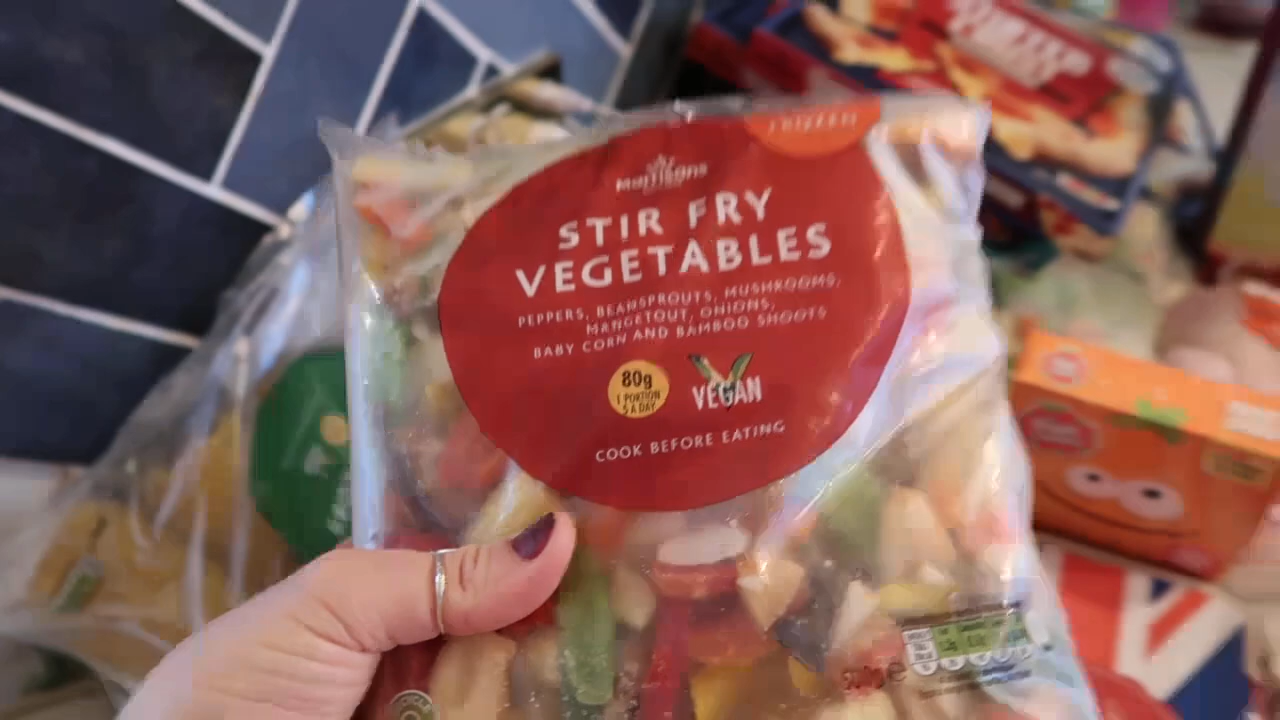 FROZEN
Morrisons
STIR FRY
VEGETABLES
PEPPERS, BEANSPROUTS, MUSHROOMS,
MANGETOUT, ONIONS,
BABY CORN AND BAMBOO SHOOTS
80g
1 PORTION
5 A DAY
VEGAN
COOK BEFORE EATING